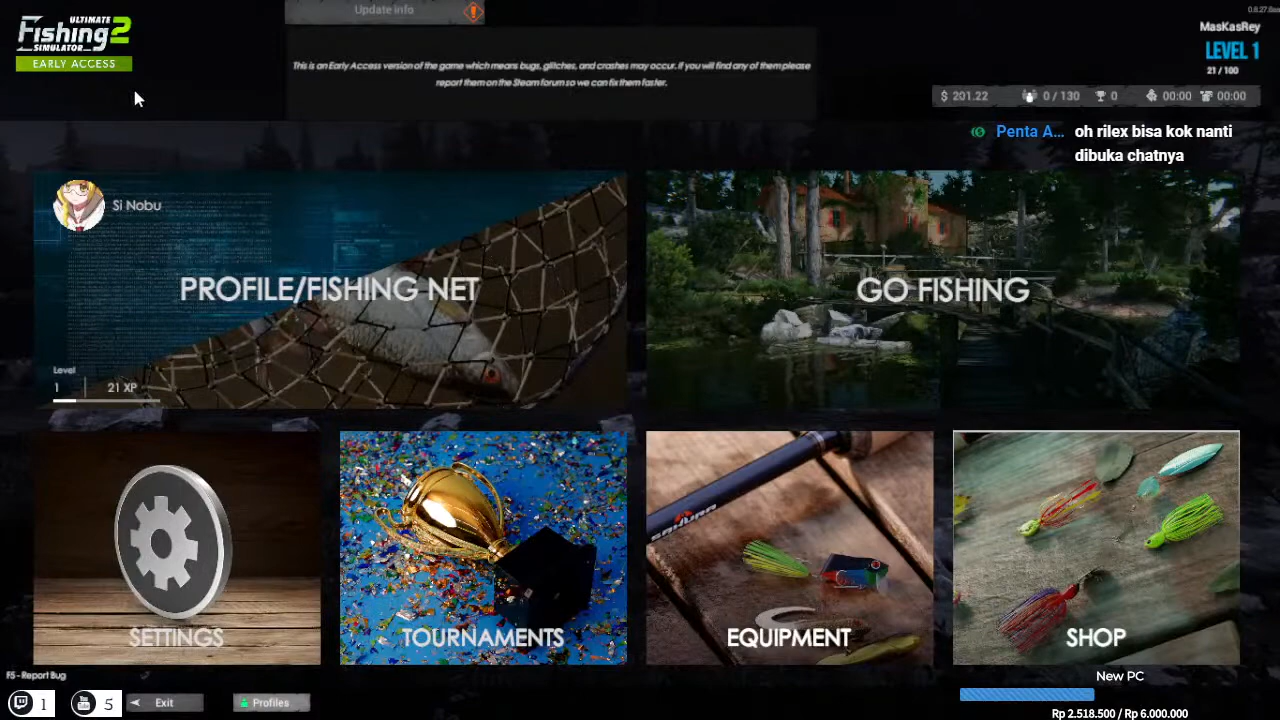 ULTIMATE
Fishing 2
SIMULATOR
EARLY ACCESS
Update info
This is an Early Access version of the game which means bugs, glitches, and crashes may occur. If you will find any of them please
report them on the Steam forum so we can fix them faster.
MasKasRey
LEVEL 1
21 / 100
$ 201.22 0 / 130 0 00:00 00:00
Penta A... oh rilex bisa kok nanti
dibuka chatnya
Si Nobu
PROFILE/FISHING NET
GO FISHING
Level
1 21 XP
SAKURA
SETTINGS
TOURNAMENTS
EQUIPMENT
SHOP
F5 - Report Bug
New PC
1 5 Exit Profiles
Rp 2.518.500 / Rp 6.000.000